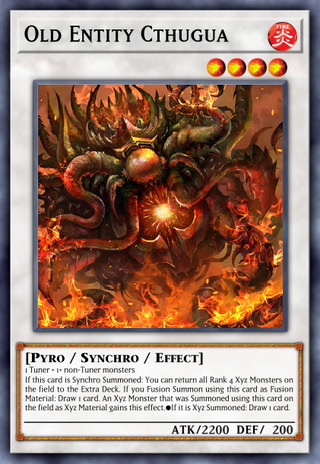 Old Entity Cthugua
FIRE
炎
[Pyro / Synchro / Effect]
1 Tuner + 1+ non-Tuner monsters
If this card is Synchro Summoned: You can return all Rank 4 Xyz Monsters on
the field to the Extra Deck. If you Fusion Summon using this card as Fusion
Material: Draw 1 card. An Xyz Monster that was Summoned using this card on
the field as Xyz Material gains this effect.●If it is Xyz Summoned: Draw 1 card.
ATK/2200 DEF/ 200